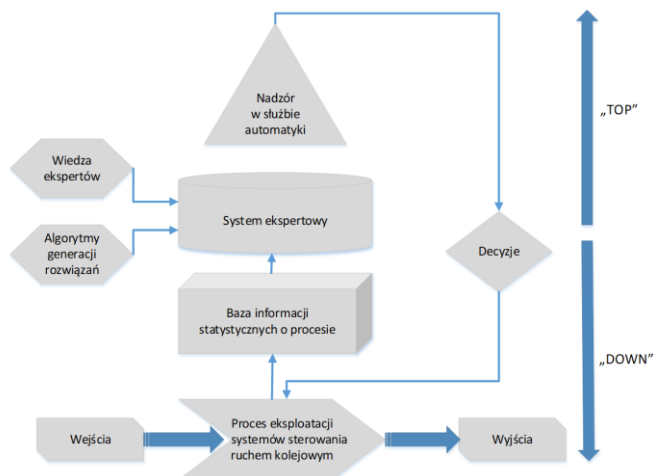 Nadzór
w służbie
automatyki
„TOP”
Wiedza
ekspertów
System ekspertowy
Algorytmy
generacji
rozwiązań
Decyzje
Baza informacji
statystycznych o procesie
„DOWN”
Wejścia
Proces eksploatacji
systemów sterowania
ruchem kolejowym
Wyjścia